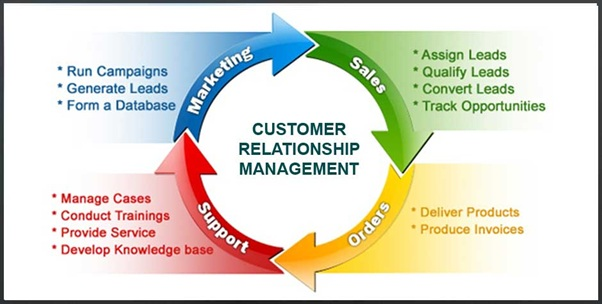 Marketing
* Run Campaigns
* Generate Leads
* Form a Database
Sales
* Assign Leads
* Qualify Leads
* Convert Leads
* Track Opportunities
CUSTOMER
RELATIONSHIP
MANAGEMENT
Support
* Manage Cases
* Conduct Trainings
* Provide Service
* Develop Knowledge base
Orders
* Deliver Products
* Produce Invoices